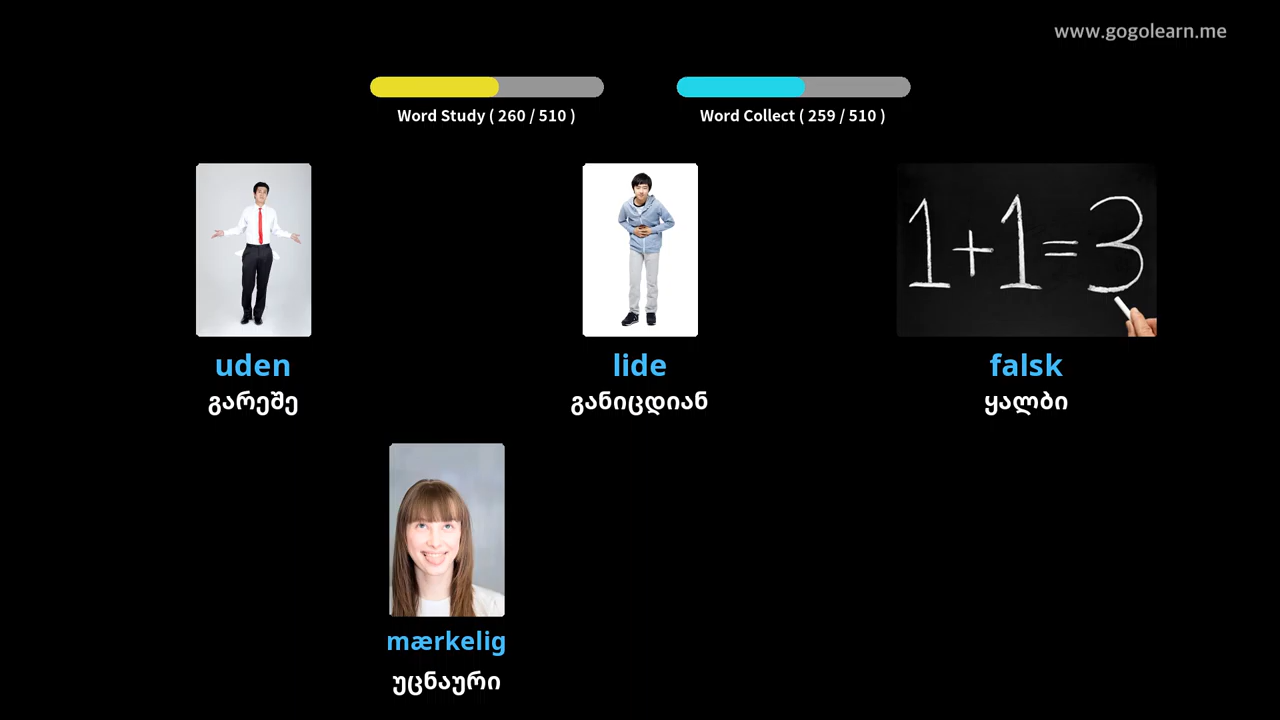 www.gogolearn.me
Word Study ( 260 / 510 )
Word Collect ( 259 / 510 )
1+1=3
uden
lide
falsk
გარეშე
განიცდიან
ყალბი
mærkelig
უცნაური